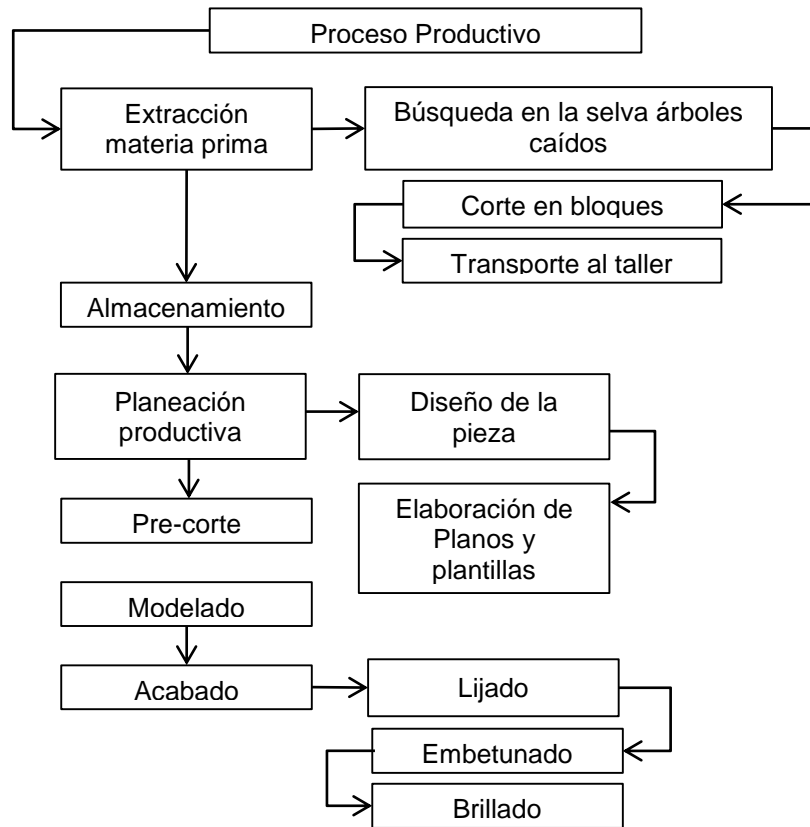 Proceso Productivo
Extracción
materia prima
Búsqueda en la selva árboles
caídos
Corte en bloques
Transporte al taller
Almacenamiento
Planeación
productiva
Diseño de la
pieza
Elaboración de
Planos y
plantillas
Pre-corte
Modelado
Acabado
Lijado
Embetunado
Brillado